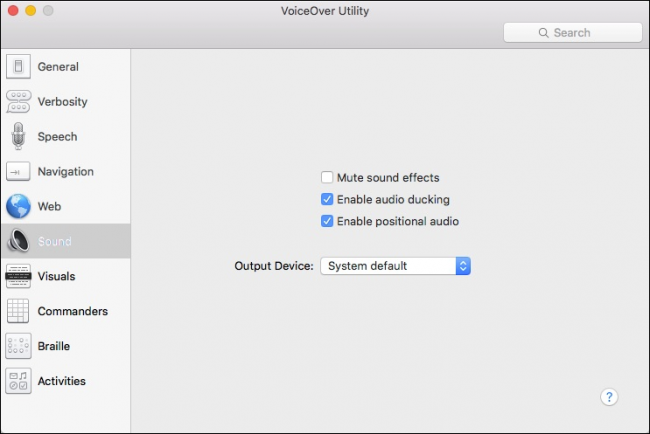 VoiceOver Utility
Search
General
Verbosity
Speech
Navigation
Web
Sound
Visuals
Commanders
Braille
Activities
Mute sound effects
Enable audio ducking
Enable positional audio
Output Device: System default
?